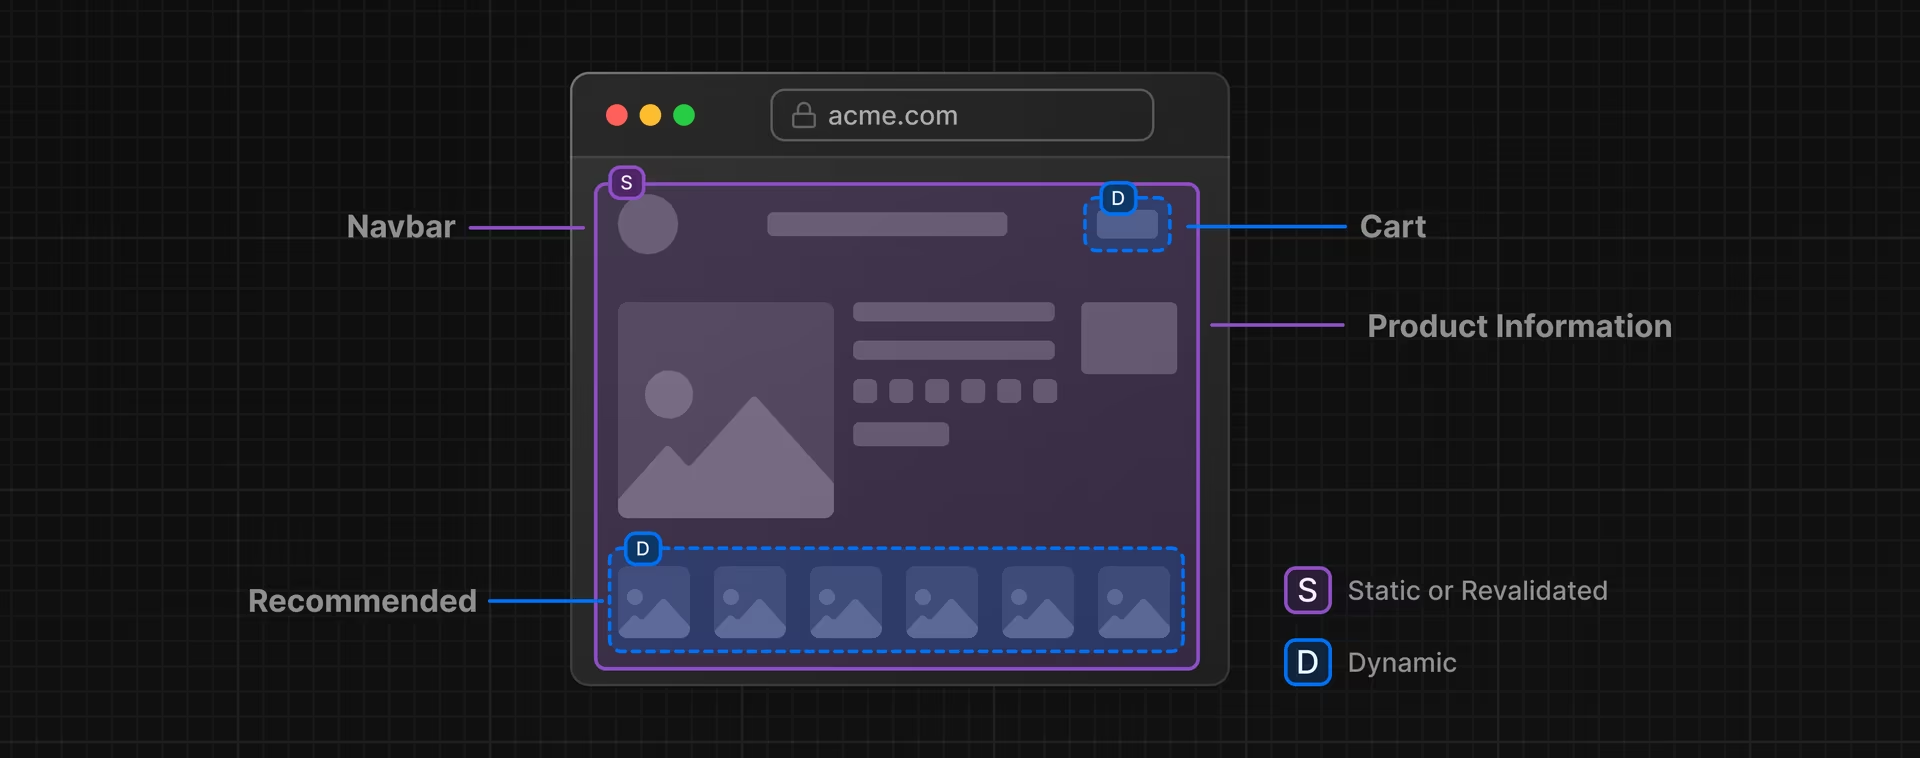 acme.com
S
D
Navbar
Cart
Product Information
D
Recommended
S Static or Revalidated
D Dynamic